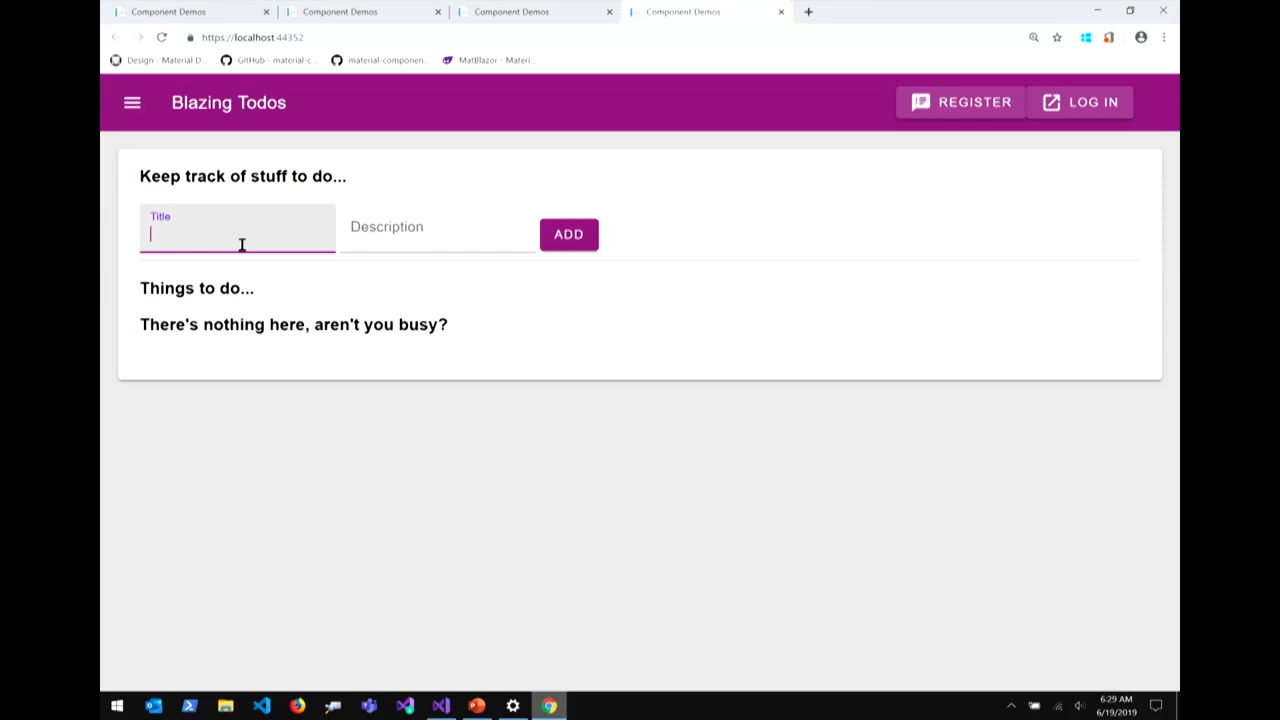 Component Demos
Component Demos
Component Demos
Component Demos
https://localhost:44352
Design - Material D...
GitHub - material-c...
material-componen...
MatBlazor - Materi...
Blazing Todos
REGISTER
LOG IN
Keep track of stuff to do...
Title
Description
ADD
Things to do...
There's nothing here, aren't you busy?
6:29 AM
6/19/2019